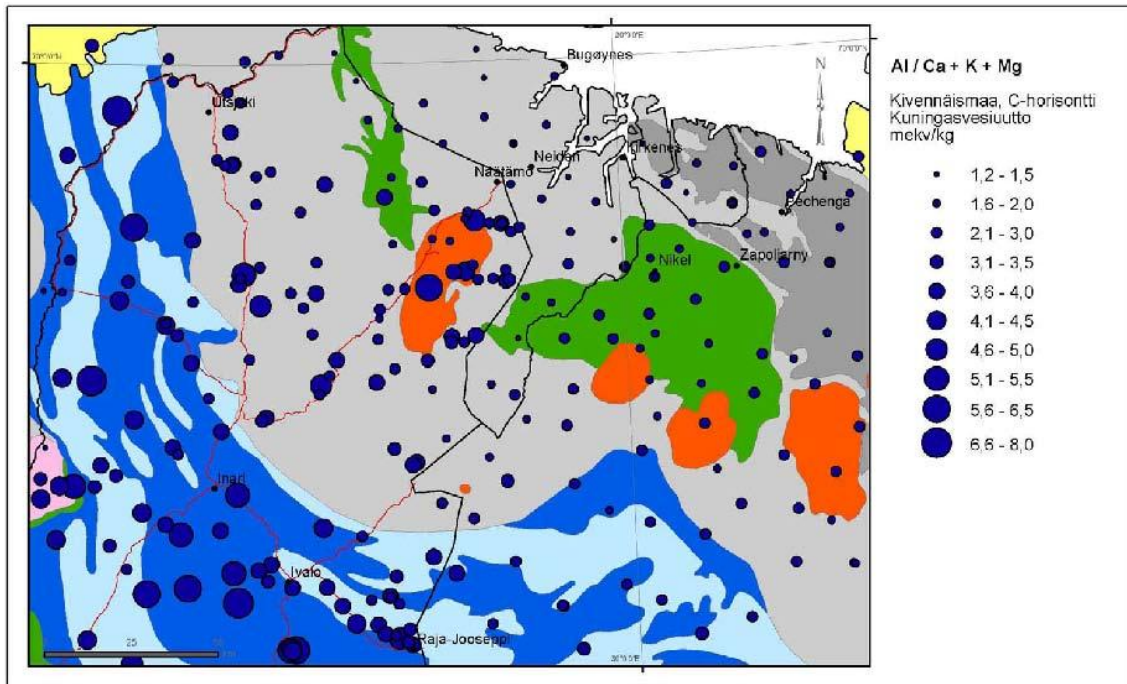 Al / Ca + K + Mg
Kivennäismaa, C-horisontti
Kuningasvesiuutto
mekv/kg
1,2 - 1,5
1.6 - 2,0
2,1 - 3,0
3,1 - 3,5
3,6 - 4,0
4,1 - 4,5
4,6 - 5,0
5,1 - 5,5
5,6 - 6,5
6,6 - 8,0
N
Bugøynes
Utsjoki
Neiden
Kirkenes
Näätämö
Pechenga
Nikel
Zapoljarny
Inari
Ivalo
Raja-Jooseppi
25